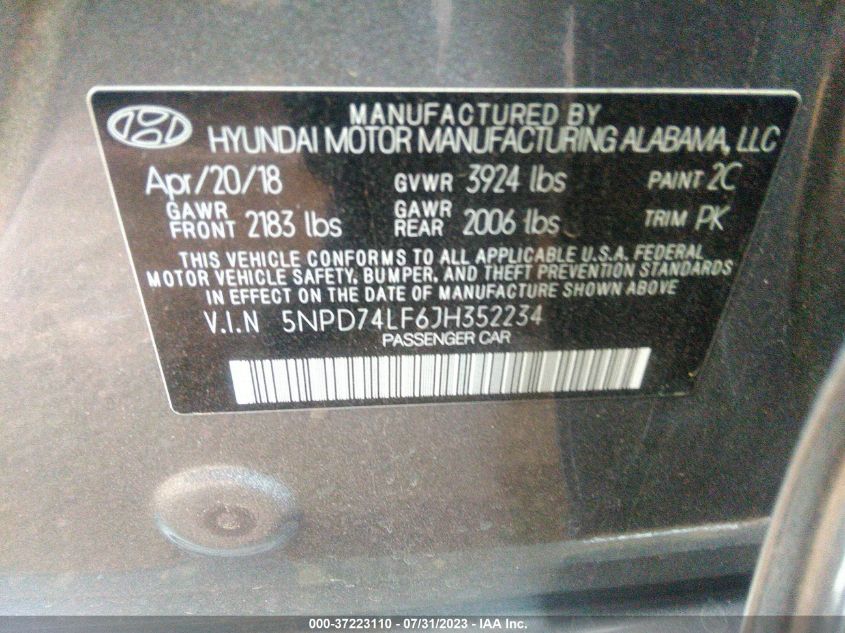 MANUFACTURED BY
HYUNDAI MOTOR MANUFACTURING ALABAMA, LLC
Apr/20/18 GVWR 3924 lbs PAINT 2C
GAWR FRONT 2183 lbs GAWR REAR 2006 lbs TRIM PK
THIS VEHICLE CONFORMS TO ALL APPLICABLE U.S.A. FEDERAL
MOTOR VEHICLE SAFETY, BUMPER, AND THEFT PREVENTION STANDARDS
IN EFFECT ON THE DATE OF MANUFACTURE SHOWN ABOVE
V.I.N 5NPD74LF6JH352234
PASSENGER CAR
000-37223110 - 07/31/2023 - IAA Inc.